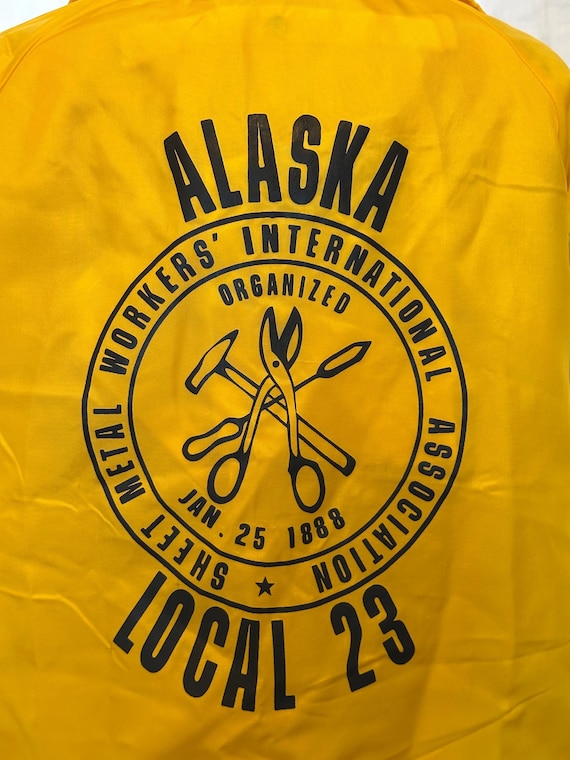 ALASKA
SHEET METAL WORKERS' INTERNATIONAL ASSOCIATION
ORGANIZED
JAN. 25 1888
LOCAL 23